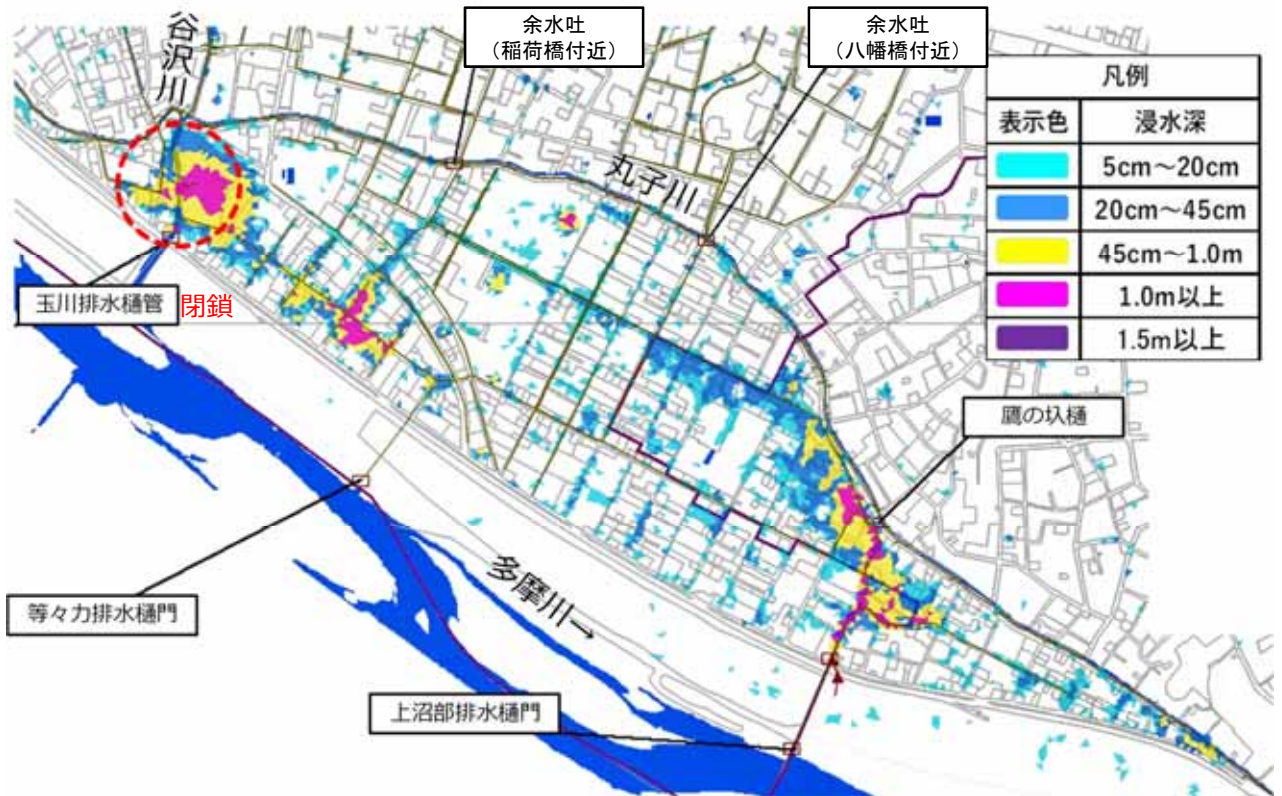 余水吐
（稲荷橋付近）
余水吐
（八幡橋付近）
谷沢川
丸子川
凡例
表示色 浸水深
5cm～20cm
20cm～45cm
45cm～1.0m
1.0m以上
1.5m以上
玉川排水樋管 閉鎖
鷹の圦樋
等々力排水樋門
多摩川→
上沼部排水樋門